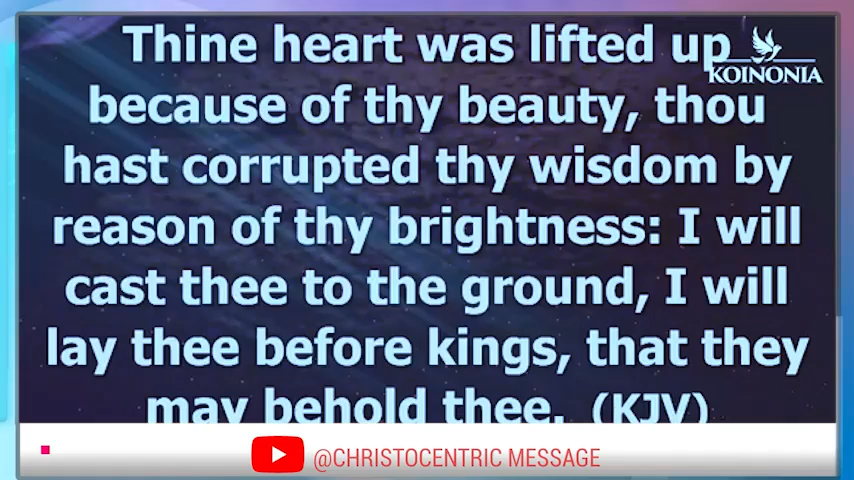 Thine heart was lifted up
KOINONIA
because of thy beauty, thou
hast corrupted thy wisdom by
reason of thy brightness: I will
cast thee to the ground, I will
lay thee before kings, that they
may behold thee. (KJV)
@CHRISTOCENTRIC MESSAGE